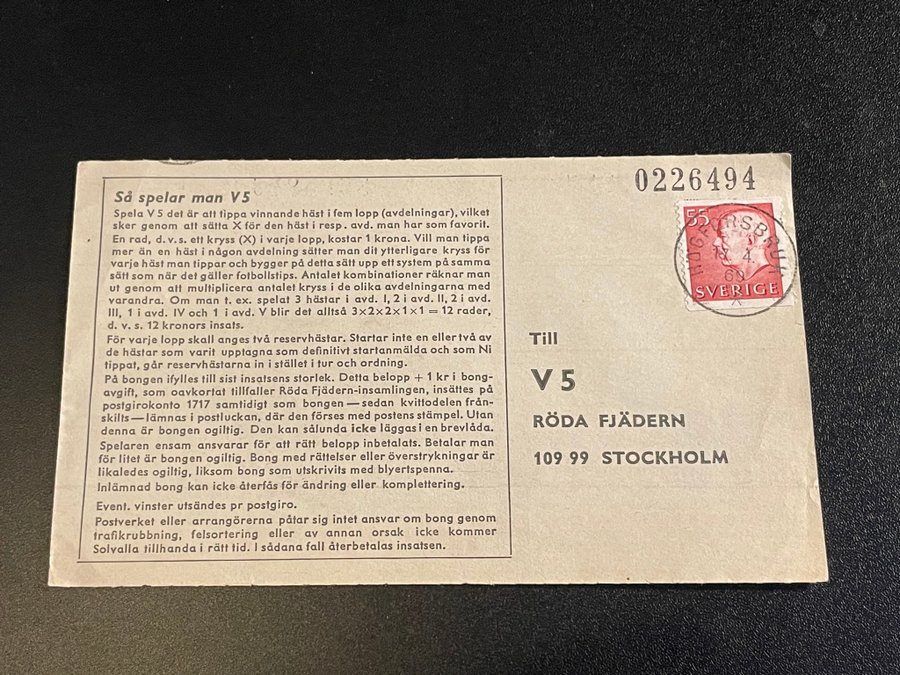 Så spelar man V5
Spela V5 det är att tippa vinnande häst i fem lopp (avdelningar), vilket
sker genom att sätta X för den häst i resp. avd. man har som favorit.
En rad, d. v. s. ett kryss (X) i varje lopp, kostar 1 krona. Vill man tippa
mer än en häst i någon avdelning sätter man dit ytterligare kryss för
varje häst man tippar och bygger på detta sätt upp ett system på samma
sätt som när det gäller fotbollstips. Antalet kombinationer räknar man
ut genom att multiplicera antalet kryss i de olika avdelningarna med
varandra. Om man t. ex. spelat 3 hästar i avd. I, 2 i avd. II, 2 i avd.
III, 1 i avd. IV och 1 i avd. V blir det alltså 3×2×2×1×1 = 12 rader,
d. v. s. 12 kronors insats.
För varje lopp skall anges två reservhästar. Startar inte en eller två av
de hästar som varit upptagna som definitivt startanmälda och som Ni
tippat, går reservhästarna in i stället i tur och ordning.
På bongen ifylles till sist insatsens storlek. Detta belopp + 1 kr i bong-
avgift, som oavkortat tillfaller Röda Fjädern-insamlingen, insättes på
postgirokonto 1717 samtidigt som bongen — sedan kvittodelen från-
skilts — lämnas i postluckan, där den förses med postens stämpel. Utan
denna är bongen ogiltig. Den kan sålunda icke läggas i en brevlåda.
Spelaren ensam ansvarar för att rätt belopp inbetalats. Betalar man
för litet är bongen ogiltig. Bong med rättelser eller överstrykningar är
likaledes ogiltig, liksom bong som utskrivits med blyertspenna.
Inlämnad bong kan icke återfås för ändring eller komplettering.
Event. vinster utsändes pr postgiro.
Postverket eller arrangörerna påtar sig intet ansvar om bong genom
trafikrubbning, felsortering eller av annan orsak icke kommer
Solvalla tillhanda i rätt tid. I sådana fall återbetalas insatsen.
0226494
55
SVERIGE
HÖGFORSBRUK
4.
69
X
Till
V 5
RÖDA FJÄDERN
109 99 STOCKHOLM